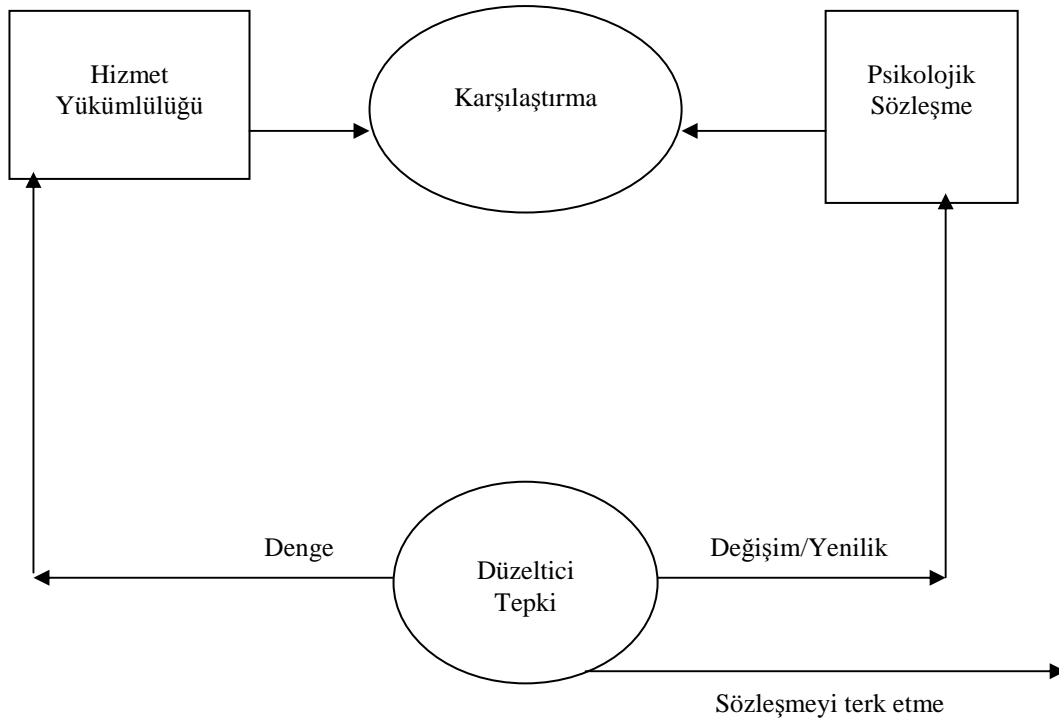 Hizmet
Yükümlülüğü
Karşılaştırma
Psikolojik
Sözleşme
Denge
Değişim/Yenilik
Düzeltici
Tepki
Sözleşmeyi terk etme